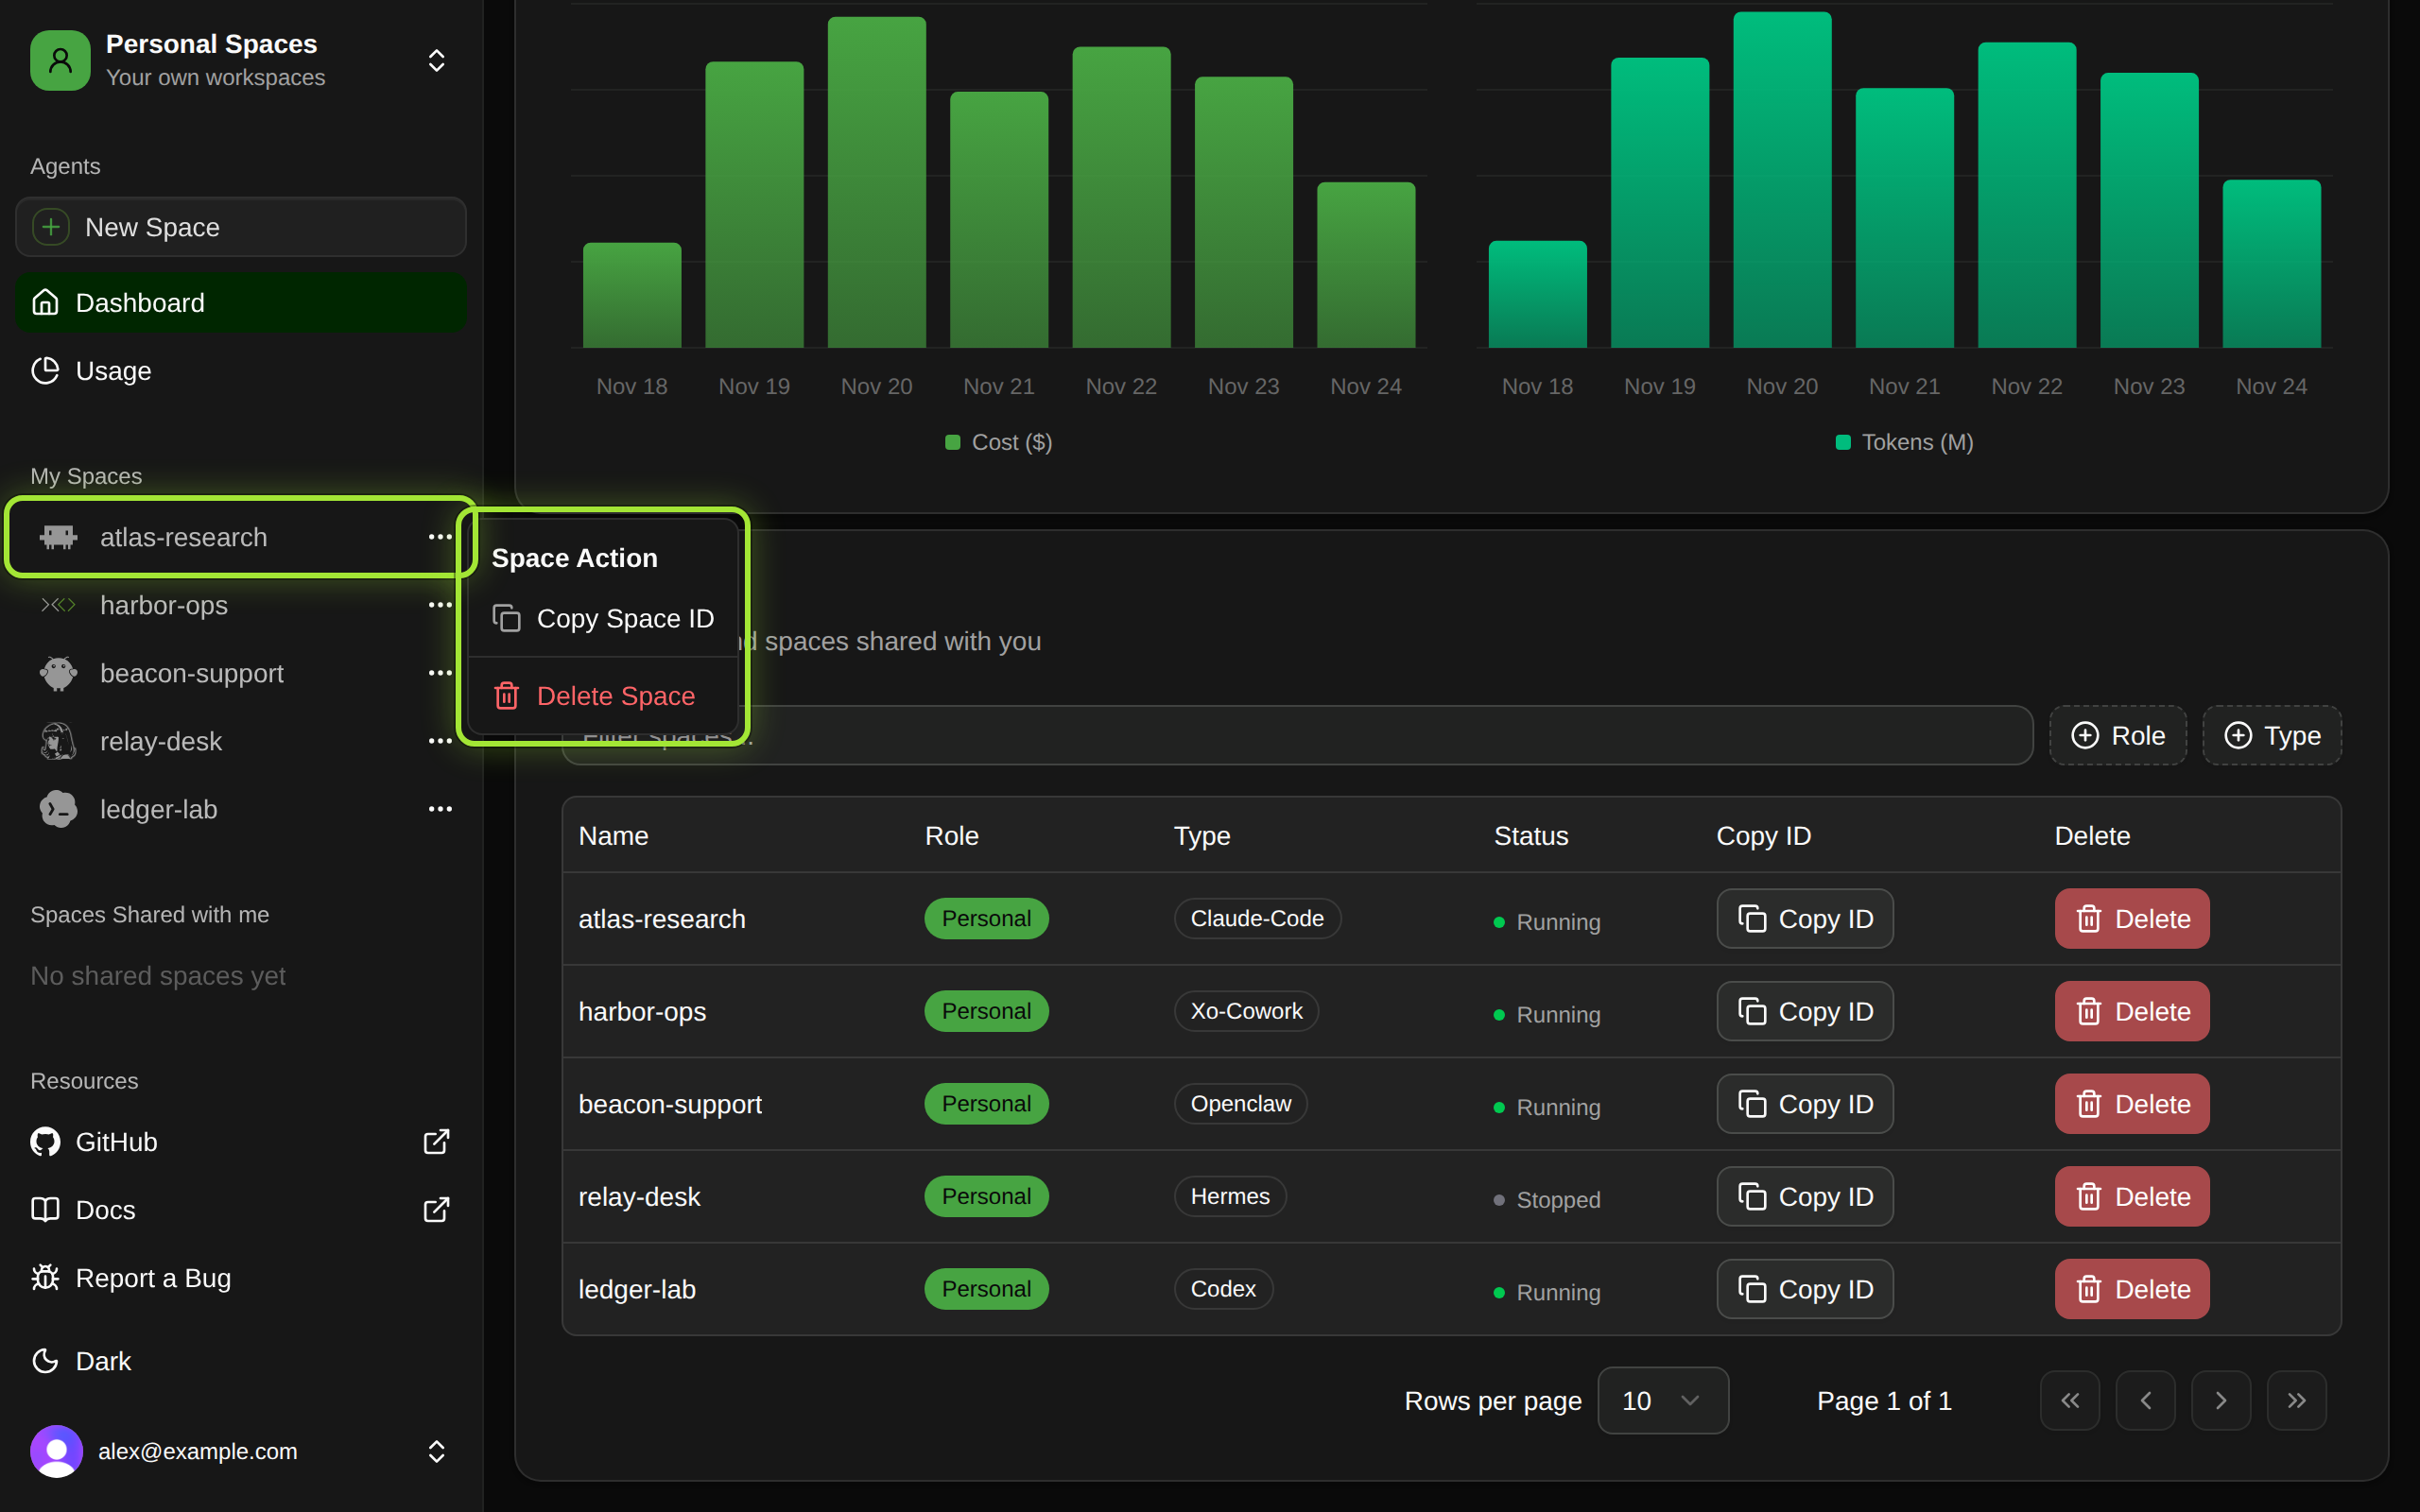 Personal Spaces
Your own workspaces
Agents
New Space
Dashboard
Usage
My Spaces
atlas-research
harbor-ops
beacon-support
relay-desk
ledger-lab
Spaces Shared with me
No shared spaces yet
Resources
GitHub
Docs
Report a Bug
Dark
alex@example.com
Space Action
Copy Space ID
Delete Space
Nov 18 Nov 19 Nov 20 Nov 21 Nov 22 Nov 23 Nov 24
Cost ($)
Nov 18 Nov 19 Nov 20 Nov 21 Nov 22 Nov 23 Nov 24
Tokens (M)
spaces shared with you
Filter spaces...
Role
Type
Name Role Type Status Copy ID Delete
atlas-research Personal Claude-Code Running Copy ID Delete
harbor-ops Personal Xo-Cowork Running Copy ID Delete
beacon-support Personal Openclaw Running Copy ID Delete
relay-desk Personal Hermes Stopped Copy ID Delete
ledger-lab Personal Codex Running Copy ID Delete
Rows per page 10 Page 1 of 1